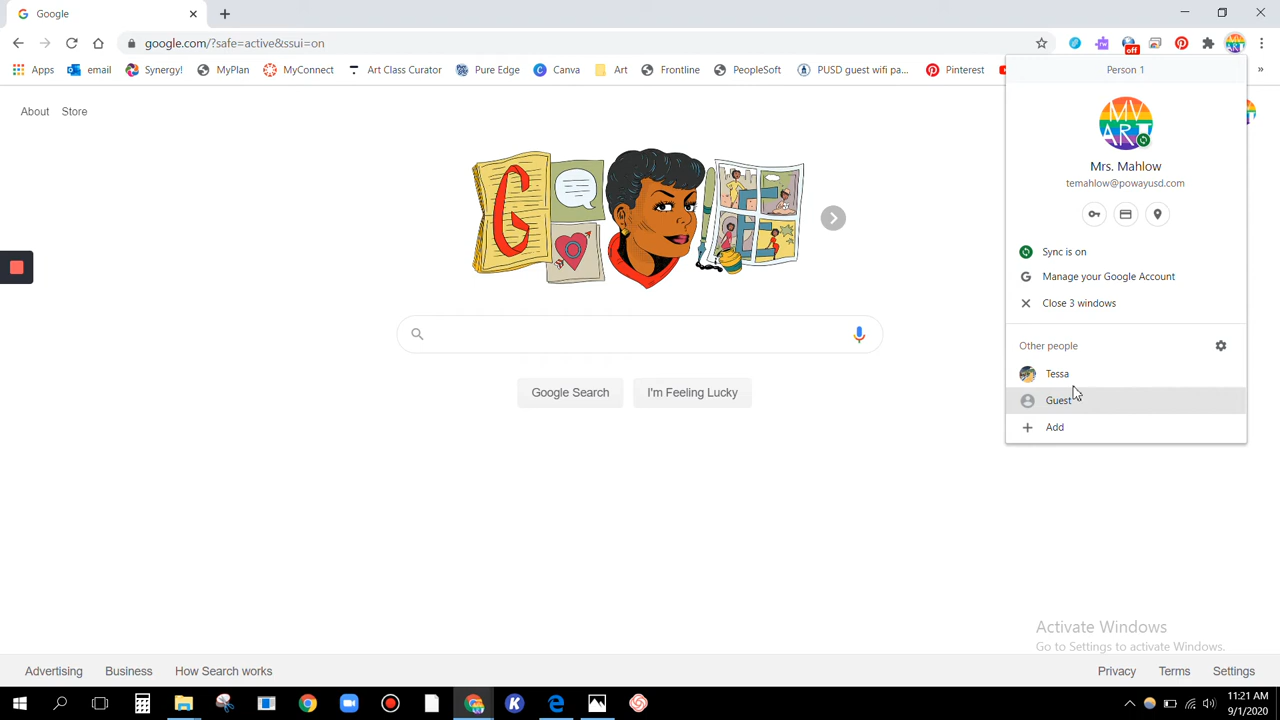 Google
google.com/?safe=active&ssui=on
off
Apps email Synergy! MyPlan MyConnect Art Class Curator Pure Edge Canva Art Frontline PeopleSoft PUSD guest wifi pa... Pinterest »
Person 1
About Store
MV
ART
Mrs. Mahlow
temahlow@powayusd.com
G
Sync is on
Manage your Google Account
Close 3 windows
Other people
Tessa
Guest
Add
Google Search I'm Feeling Lucky
Activate Windows
Go to Settings to activate Windows.
Advertising Business How Search works Privacy Terms Settings
11:21 AM
9/1/2020